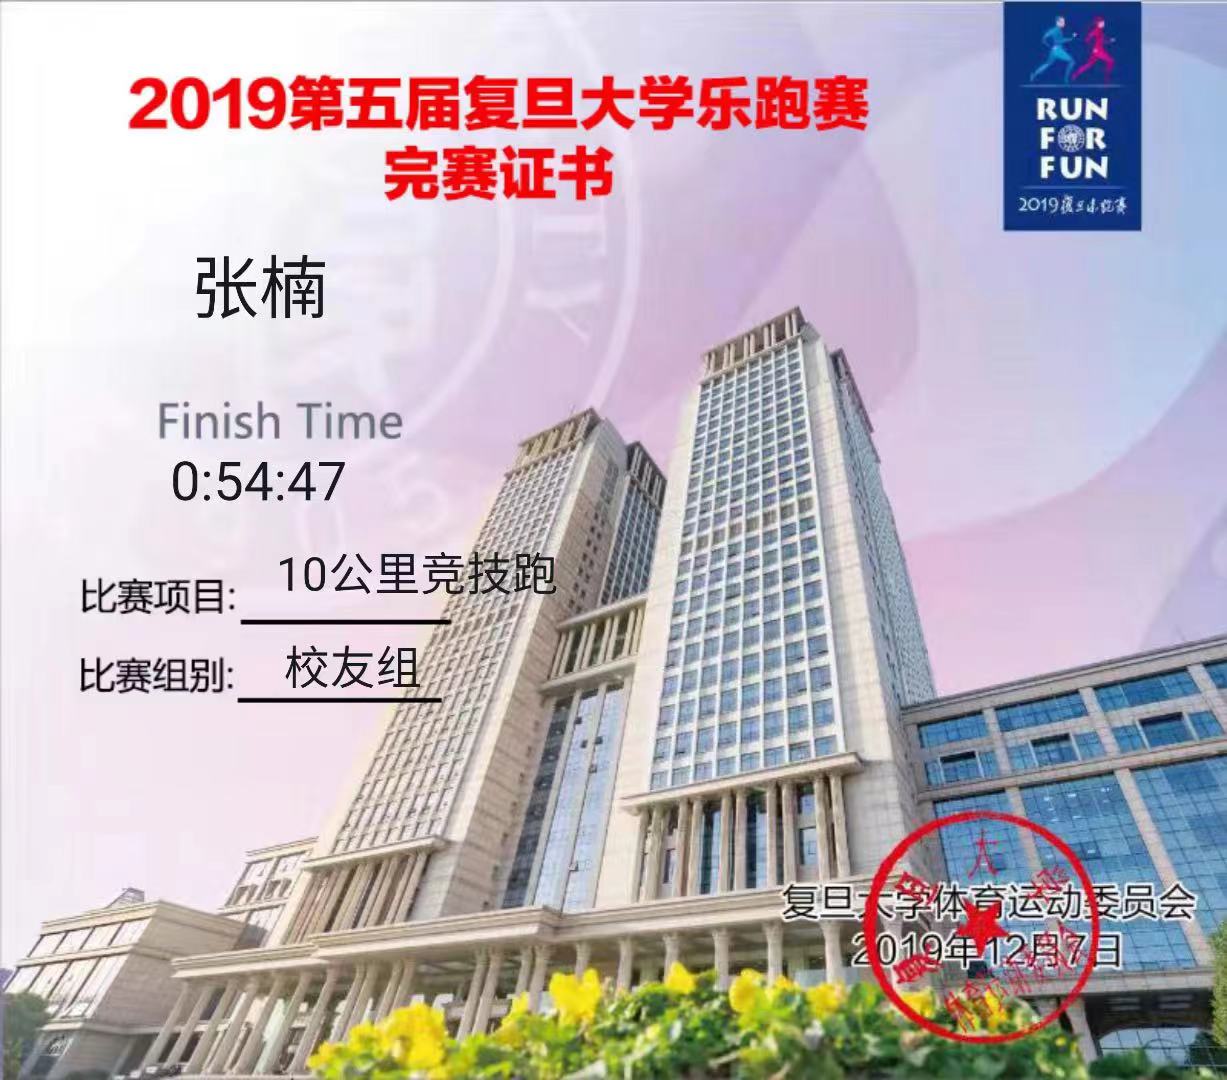 2019第五届复旦大学乐跑赛
完赛证书
RUN
FOR
FUN
2019復旦乐跑赛
张楠
Finish Time
0:54:47
比赛项目: 10公里竞技跑
比赛组别: 校友组
复旦大学体育运动委员会
2019年12月7日